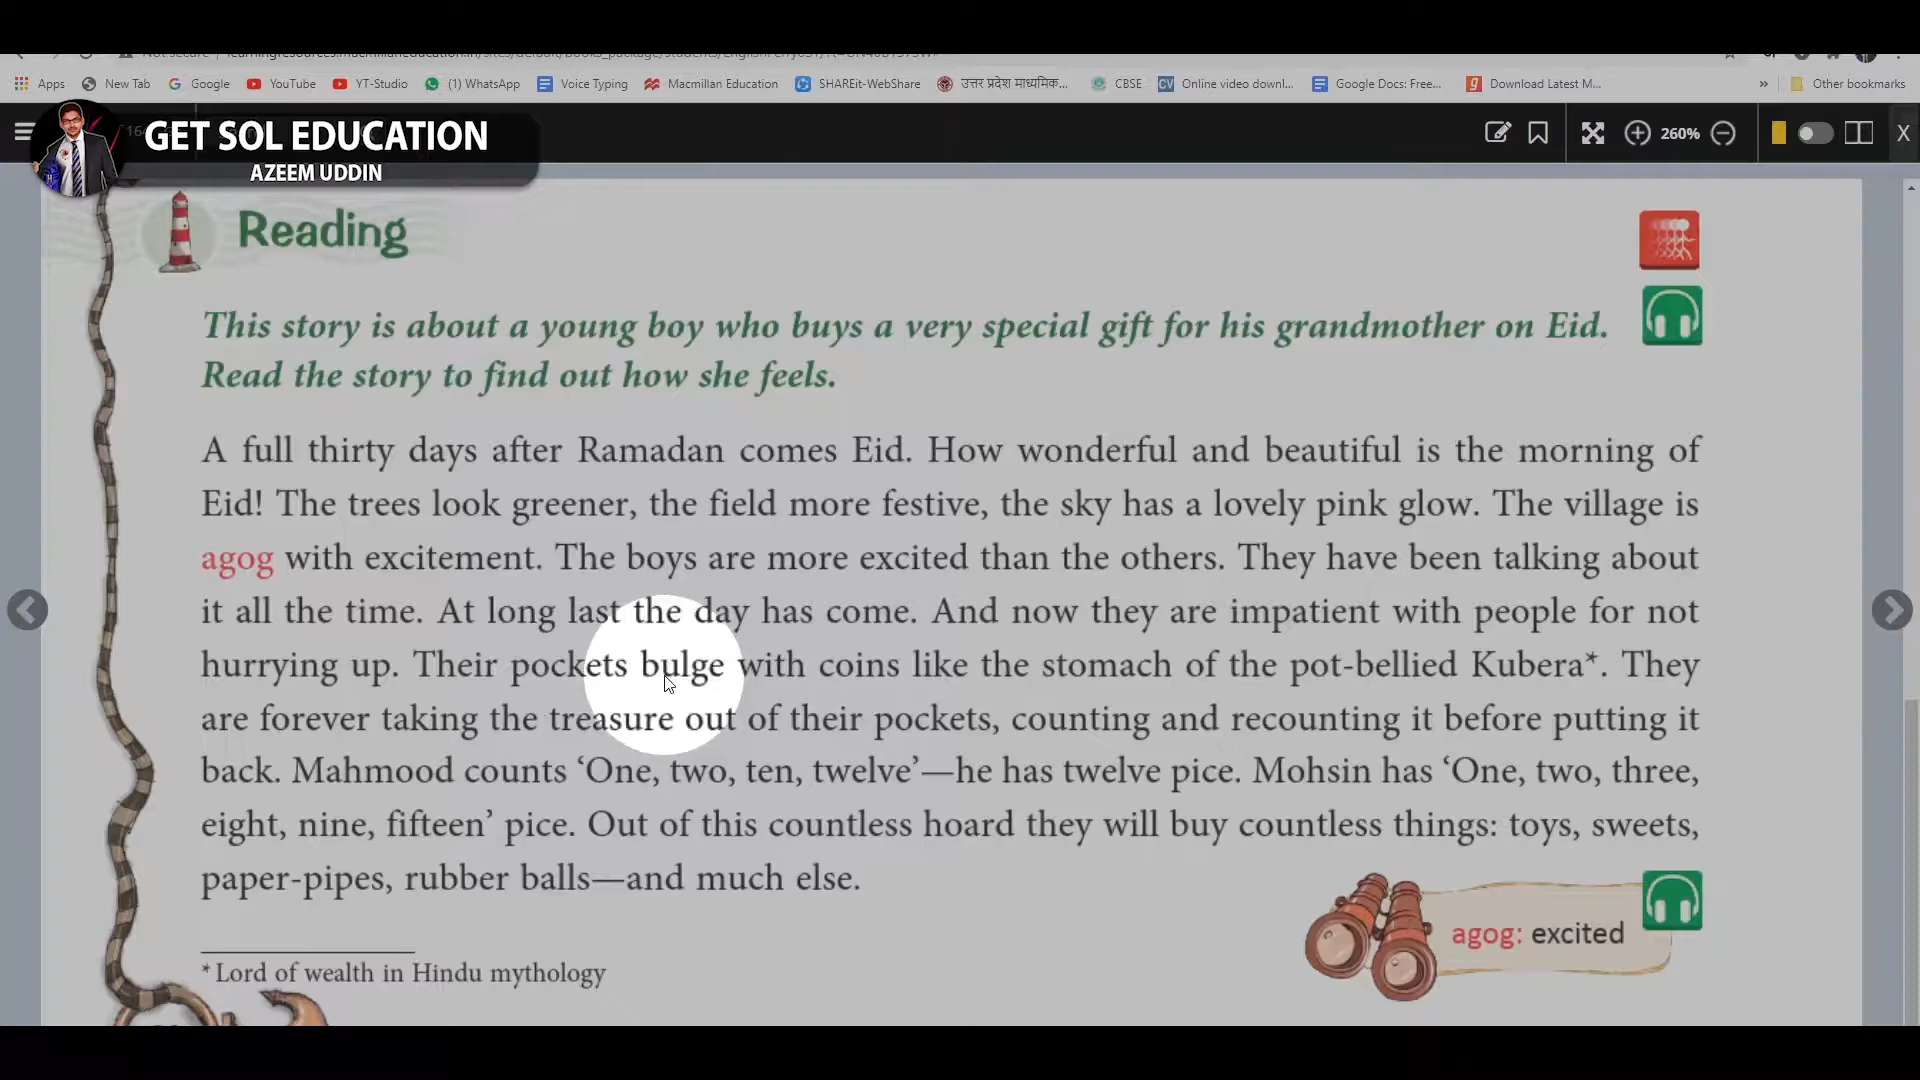 Not secure learningresources.macmillaneducation.in/sites/default/books_package/students/
Apps New Tab Google YouTube YT-Studio (1) WhatsApp Voice Typing Macmillan Education SHAREit-WebShare उत्तर प्रदेश माध्यमिक... CBSE Online video downl... Google Docs: Free... Download Latest M... » Other bookmarks
164
GET SOL EDUCATION
AZEEM UDDIN
260% X
Reading
This story is about a young boy who buys a very special gift for his grandmother on Eid.
Read the story to find out how she feels.
A full thirty days after Ramadan comes Eid. How wonderful and beautiful is the morning of
Eid! The trees look greener, the field more festive, the sky has a lovely pink glow. The village is
agog with excitement. The boys are more excited than the others. They have been talking about
it all the time. At long last the day has come. And now they are impatient with people for not
hurrying up. Their pockets bulge with coins like the stomach of the pot-bellied Kubera*. They
are forever taking the treasure out of their pockets, counting and recounting it before putting it
back. Mahmood counts ‘One, two, ten, twelve’—he has twelve pice. Mohsin has ‘One, two, three,
eight, nine, fifteen’ pice. Out of this countless hoard they will buy countless things: toys, sweets,
paper-pipes, rubber balls—and much else.
agog: excited
*Lord of wealth in Hindu mythology